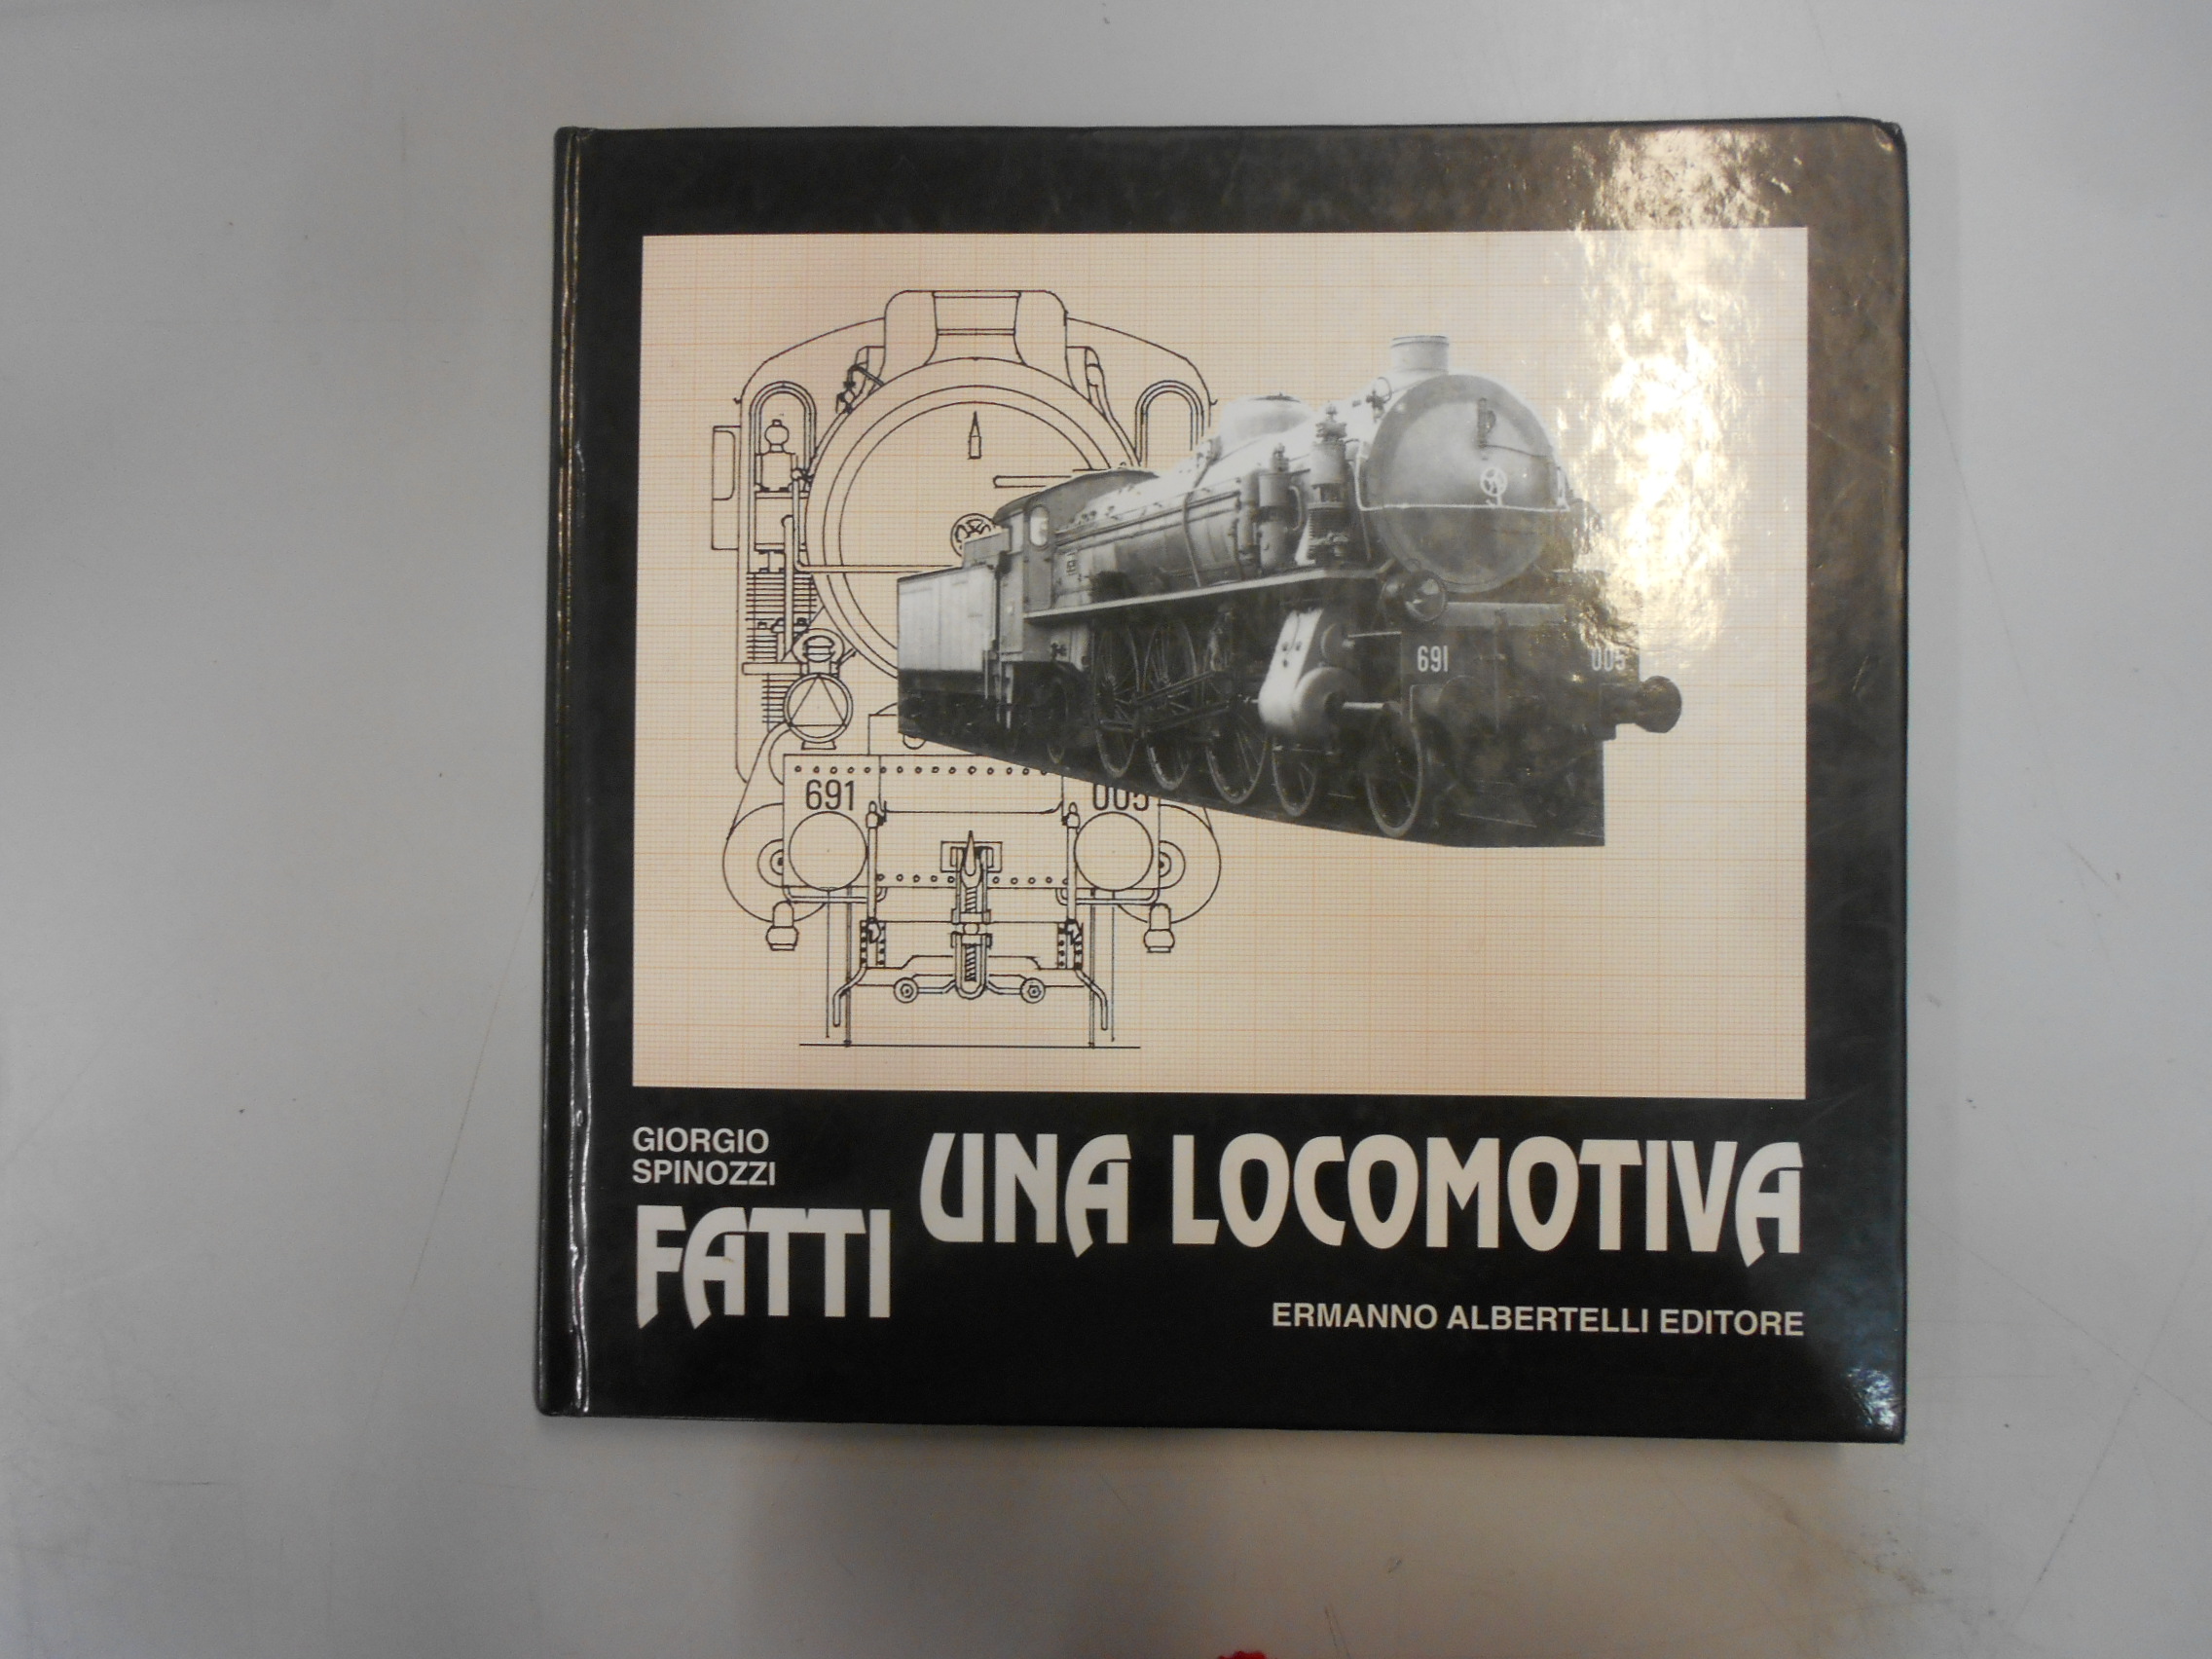 691 005
691 005
GIORGIO
SPINOZZI
FATTI UNA LOCOMOTIVA
ERMANNO ALBERTELLI EDITORE